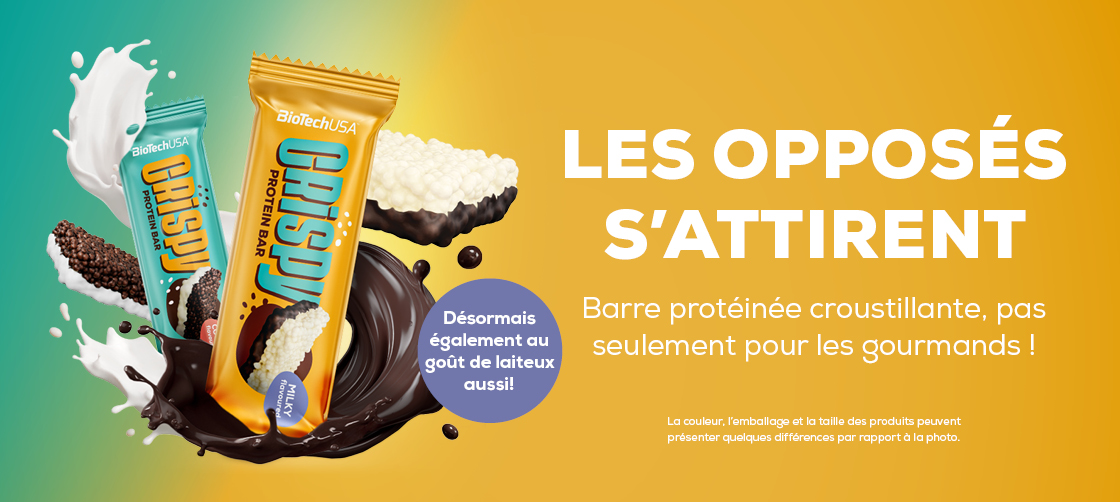 BioTechUSA
CRISPY
PROTEIN BAR
BioTechUSA
CRISPY
PROTEIN BAR
MILKY
flavoured
Désormais
également au
goût de laiteux
aussi!
LES OPPOSÉS
S’ATTIRENT
Barre protéinée croustillante, pas
seulement pour les gourmands !
La couleur, l’emballage et la taille des produits peuvent
présenter quelques différences par rapport à la photo.